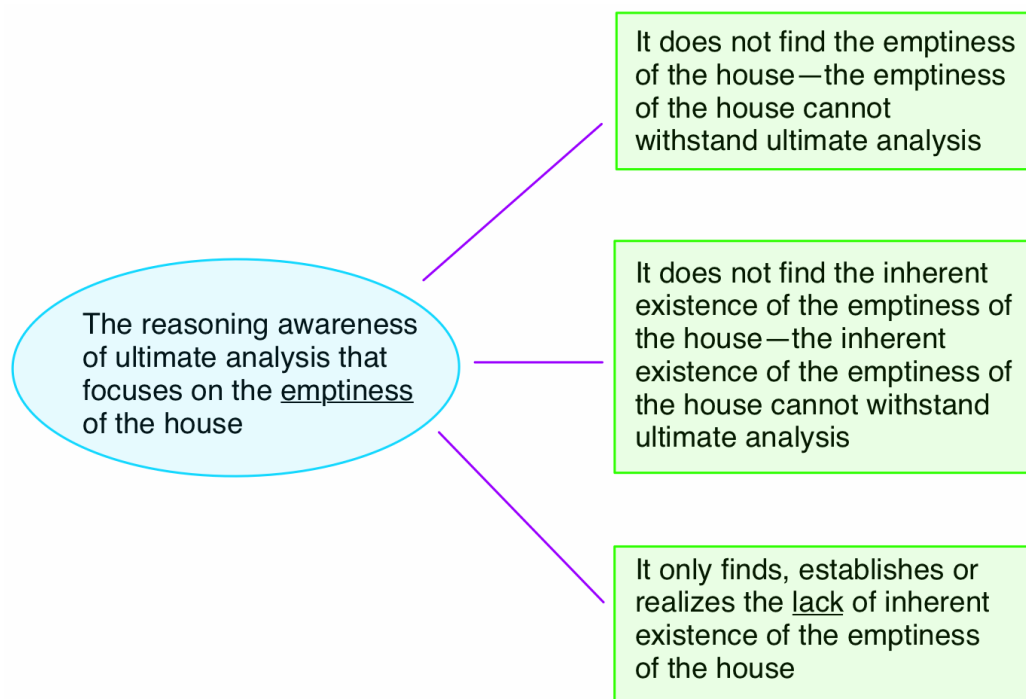 It does not find the emptiness
of the house—the emptiness
of the house cannot
withstand ultimate analysis
The reasoning awareness
of ultimate analysis that
focuses on the emptiness
of the house
It does not find the inherent
existence of the emptiness of
the house—the inherent
existence of the emptiness of
the house cannot withstand
ultimate analysis
It only finds, establishes or
realizes the lack of inherent
existence of the emptiness
of the house